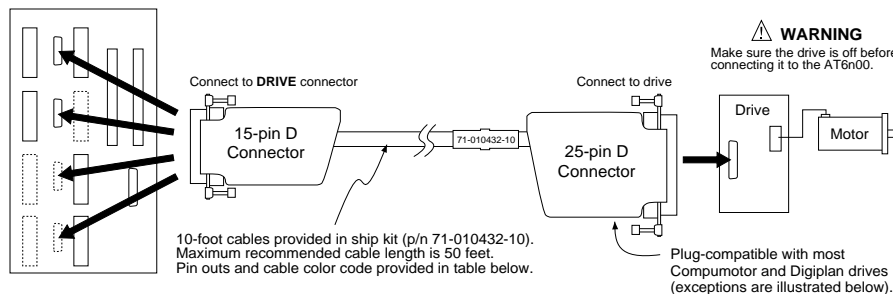 WARNING
Make sure the drive is off before
connecting it to the AT6n00.
Connect to DRIVE connector
Connect to drive
Drive
Motor
15-pin D
Connector
71-010432-10
25-pin D
Connector
10-foot cables provided in ship kit (p/n 71-010432-10).
Maximum recommended cable length is 50 feet.
Pin outs and cable color code provided in table below.
Plug-compatible with most
Compumotor and Digiplan drives
(exceptions are illustrated below).